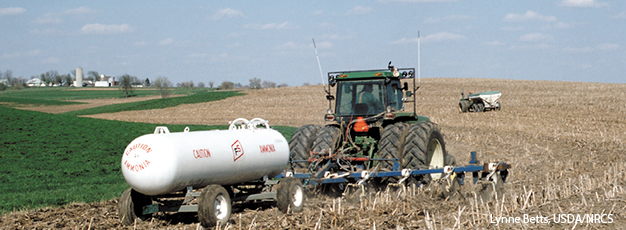 CAUTION
AMMONIA
CAUTION
AMMONIA
Lynne Betts, USDA/NRCS